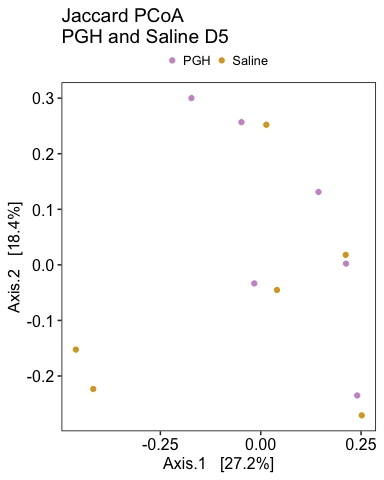 Jaccard PCoA
PGH and Saline D5
PGH Saline
0.3
0.2
0.1
0.0
-0.1
-0.2
Axis.2 [18.4%]
-0.25 0.00 0.25
Axis.1 [27.2%]